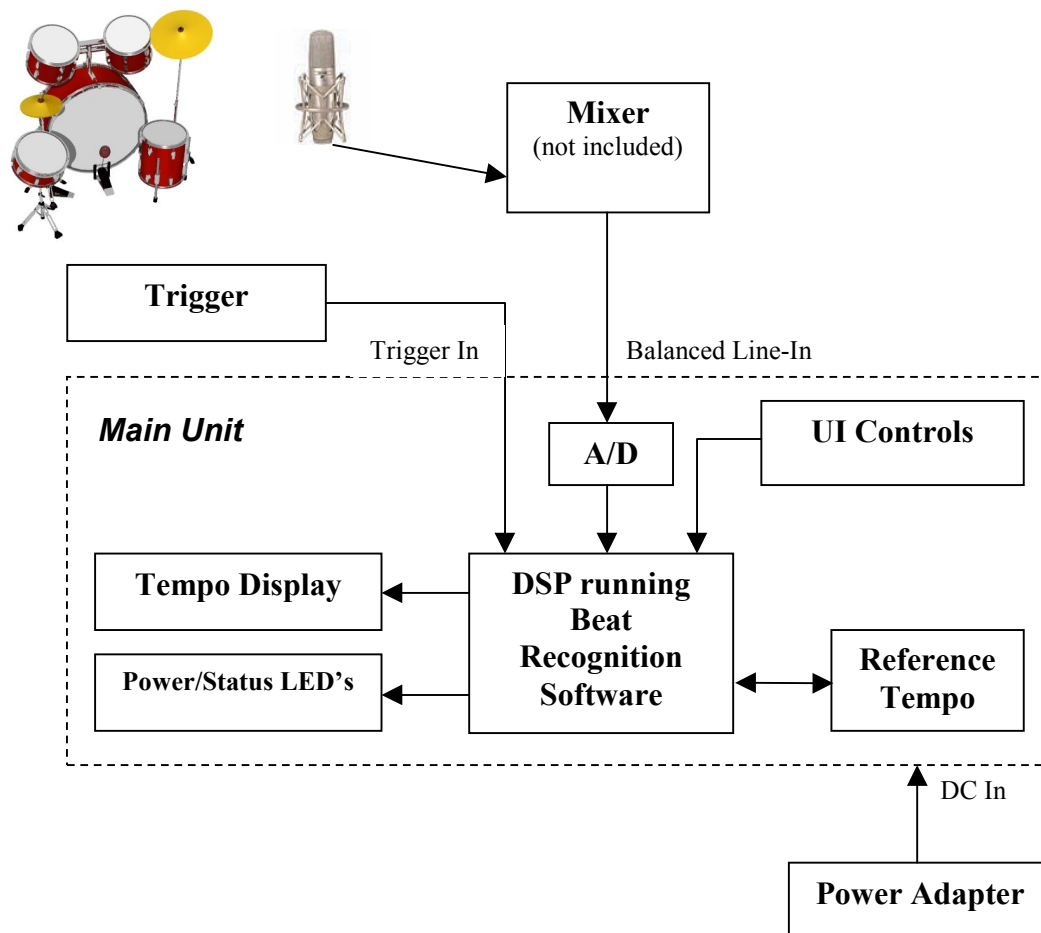 Mixer
(not included)
Trigger
Trigger In
Balanced Line-In
Main Unit
A/D
UI Controls
Tempo Display
DSP running
Beat
Recognition
Software
Power/Status LED’s
Reference
Tempo
DC In
Power Adapter